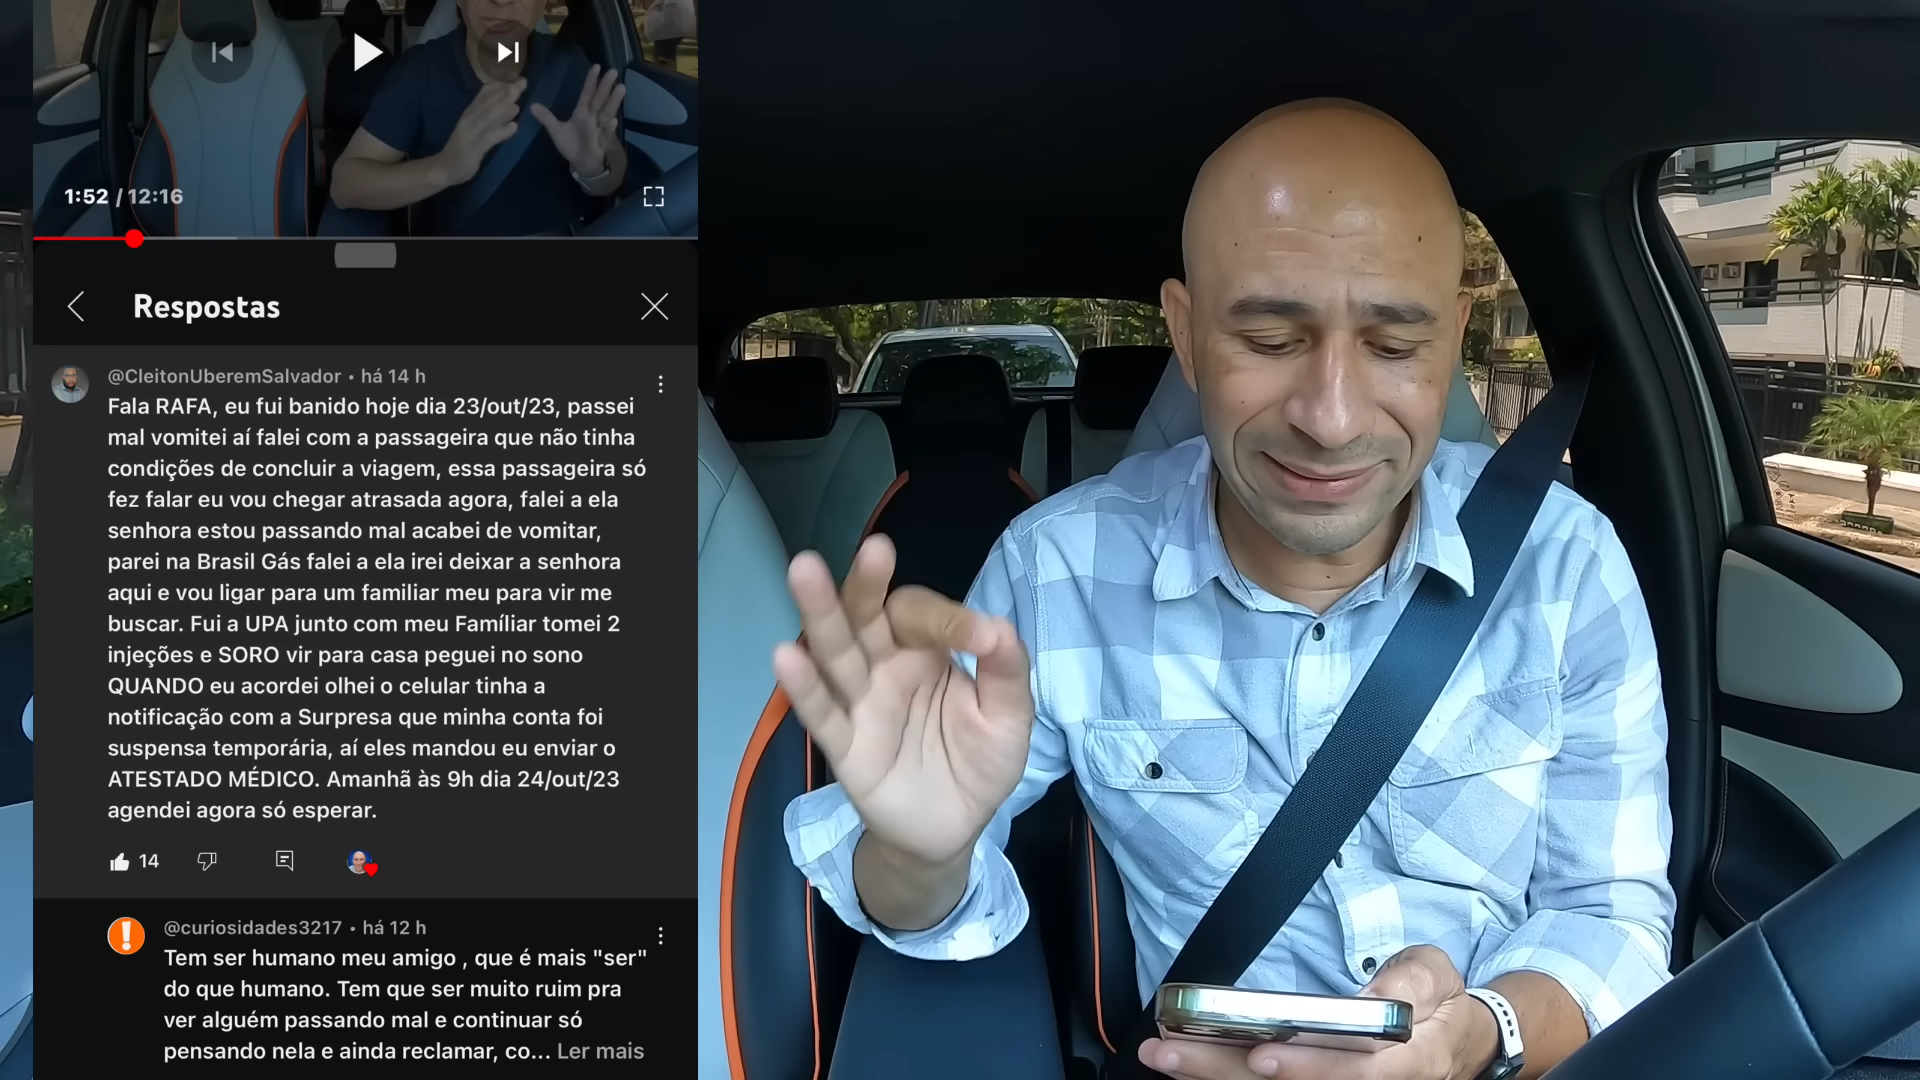 1:52 / 12:16
Respostas
@CleitonUberemSalvador • há 14 h
Fala RAFA, eu fui banido hoje dia 23/out/23, passei
mal vomitei aí falei com a passageira que não tinha
condições de concluir a viagem, essa passageira só
fez falar eu vou chegar atrasada agora, falei a ela
senhora estou passando mal acabei de vomitar,
parei na Brasil Gás falei a ela irei deixar a senhora
aqui e vou ligar para um familiar meu para vir me
buscar. Fui a UPA junto com meu Famíliar tomei 2
injeções e SORO vir para casa peguei no sono
QUANDO eu acordei olhei o celular tinha a
notificação com a Surpresa que minha conta foi
suspensa temporária, aí eles mandou eu enviar o
ATESTADO MÉDICO. Amanhã às 9h dia 24/out/23
agendei agora só esperar.
14
@curiosidades3217 • há 12 h
Tem ser humano meu amigo , que é mais "ser"
do que humano. Tem que ser muito ruim pra
ver alguém passando mal e continuar só
pensando nela e ainda reclamar, co... Ler mais